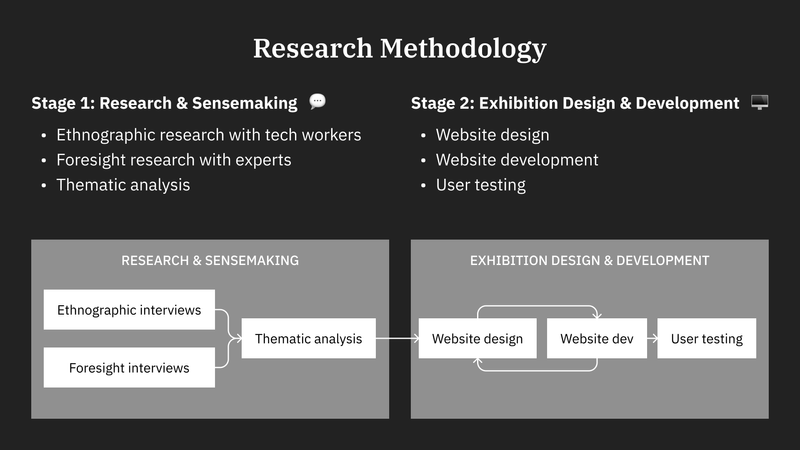 Research Methodology
Stage 1: Research & Sensemaking 💬
• Ethnographic research with tech workers
• Foresight research with experts
• Thematic analysis
Stage 2: Exhibition Design & Development 🖥️
• Website design
• Website development
• User testing
RESEARCH & SENSEMAKING
Ethnographic interviews
Foresight interviews
Thematic analysis
EXHIBITION DESIGN & DEVELOPMENT
Website design
Website dev
User testing